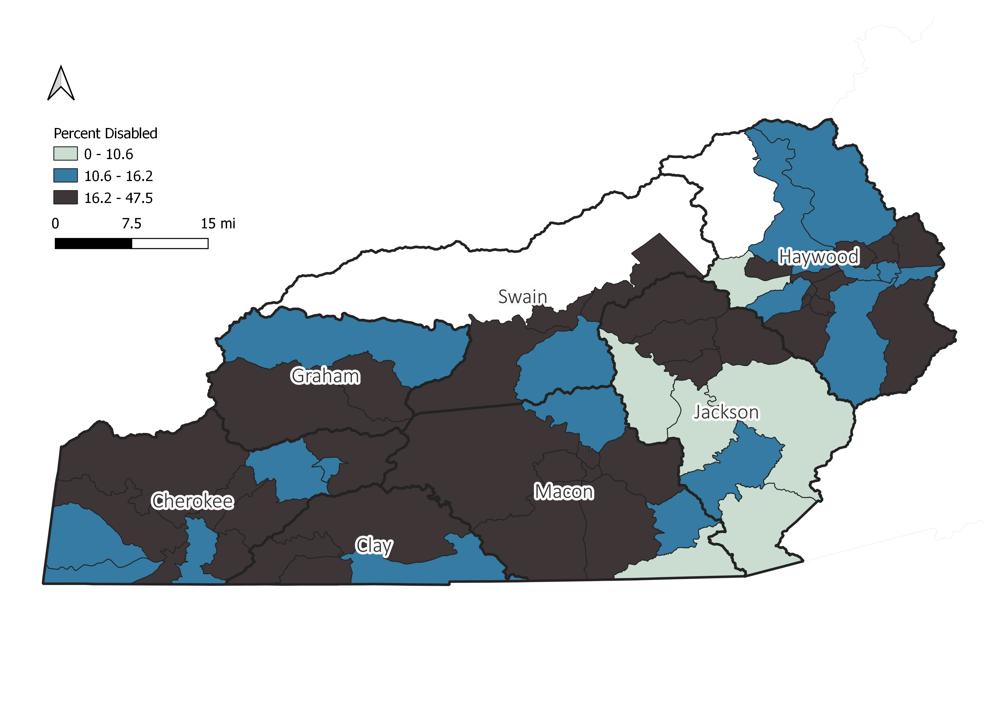 Percent Disabled
0 - 10.6
10.6 - 16.2
16.2 - 47.5
0 7.5 15 mi
Haywood
Swain
Graham
Jackson
Macon
Cherokee
Clay